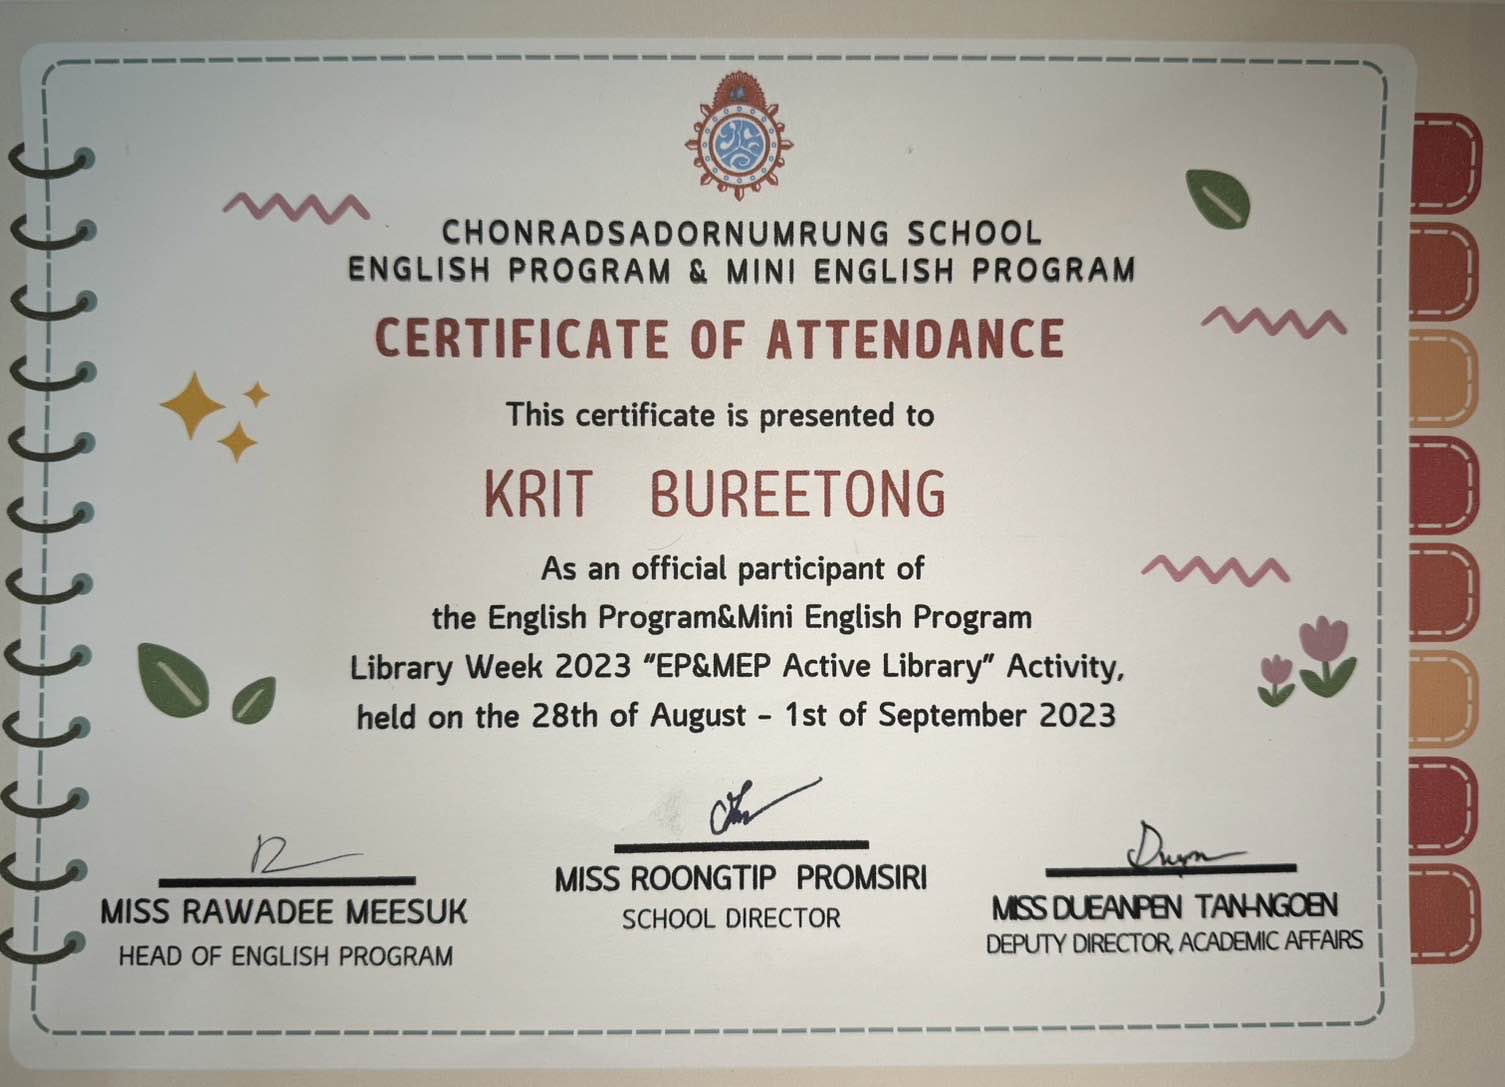 CHONRADSADORNUMRUNG SCHOOL
ENGLISH PROGRAM & MINI ENGLISH PROGRAM
CERTIFICATE OF ATTENDANCE
This certificate is presented to
KRIT BUREETONG
As an official participant of
the English Program&Mini English Program
Library Week 2023 “EP&MEP Active Library” Activity,
held on the 28th of August - 1st of September 2023
MISS RAWADEE MEESUK
HEAD OF ENGLISH PROGRAM
MISS ROONGTIP PROMSIRI
SCHOOL DIRECTOR
MISS DUEANPEN TAN-NGOEN
DEPUTY DIRECTOR, ACADEMIC AFFAIRS